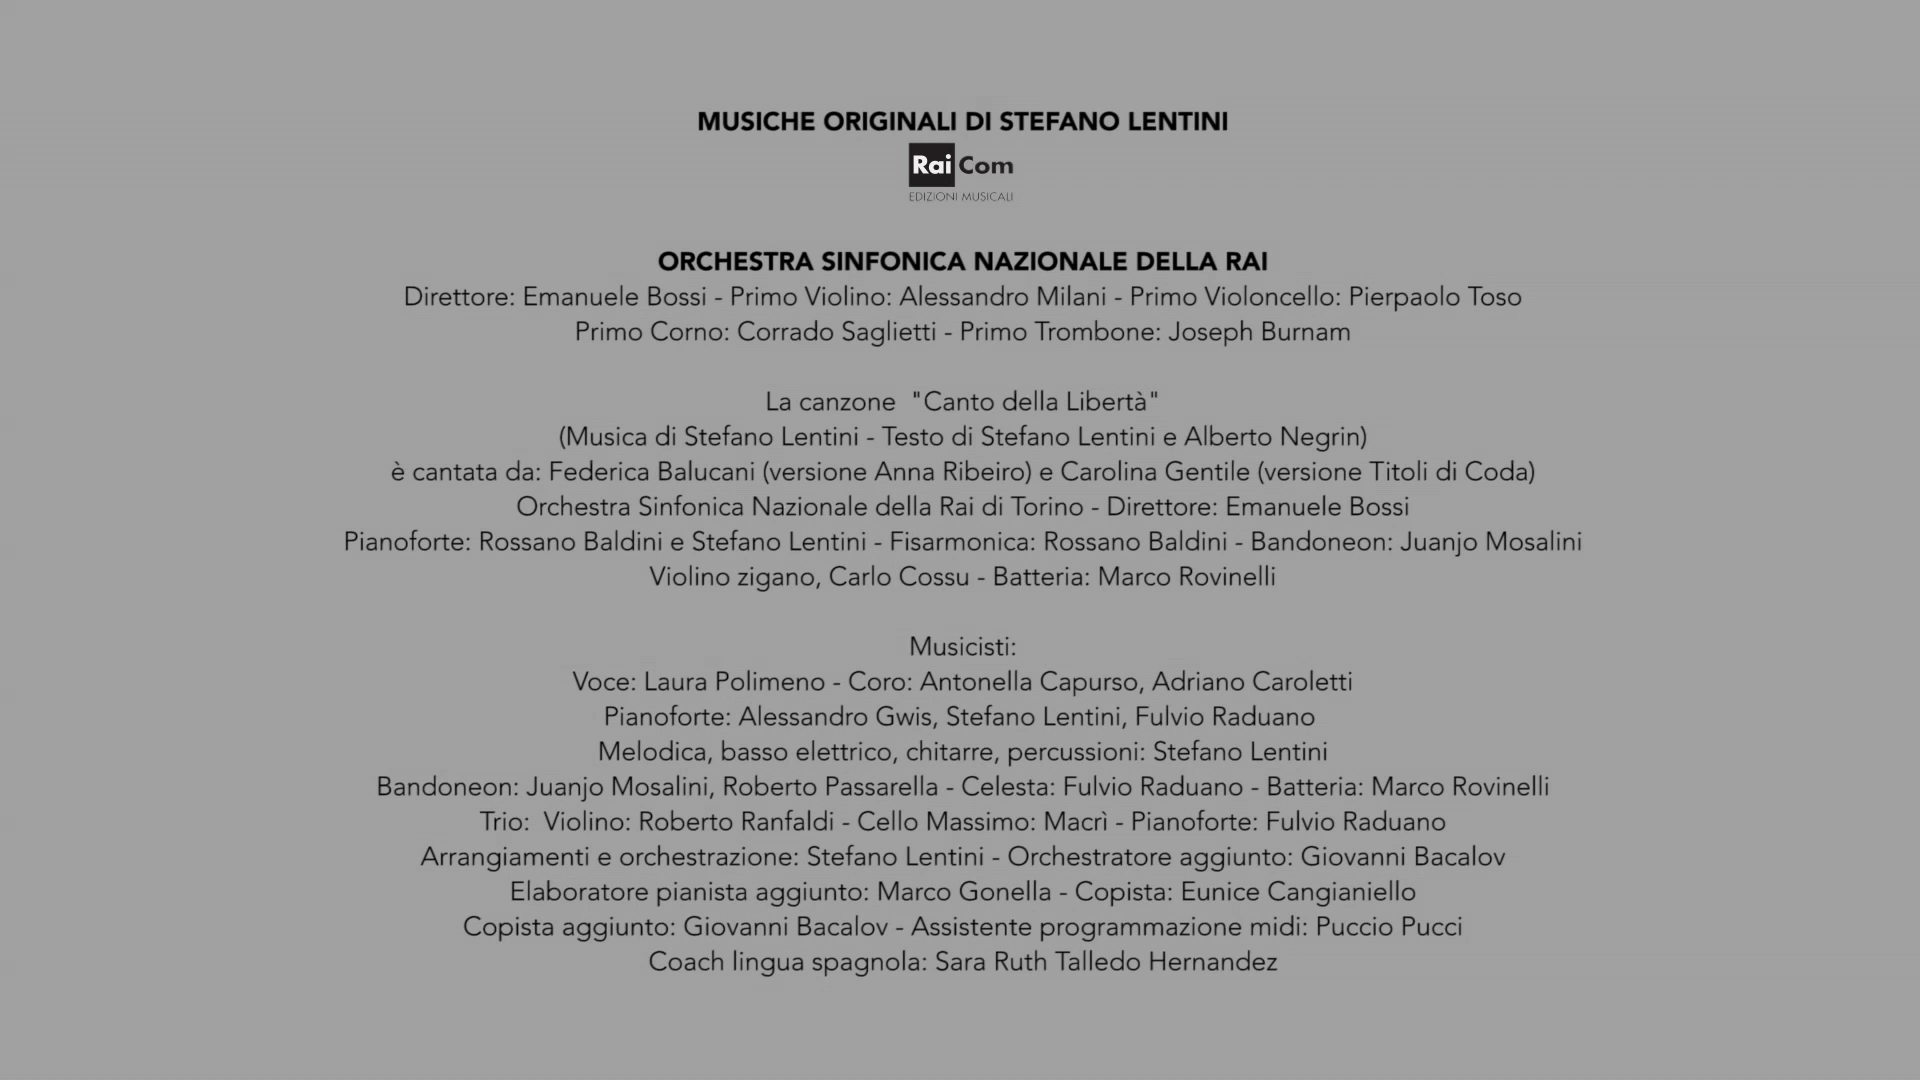 MUSICHE ORIGINALI DI STEFANO LENTINI
Rai Com
EDIZIONI MUSICALI
ORCHESTRA SINFONICA NAZIONALE DELLA RAI
Direttore: Emanuele Bossi - Primo Violino: Alessandro Milani - Primo Violoncello: Pierpaolo Toso
Primo Corno: Corrado Saglietti - Primo Trombone: Joseph Burnam
La canzone  "Canto della Libertà"
(Musica di Stefano Lentini - Testo di Stefano Lentini e Alberto Negrin)
è cantata da: Federica Balucani (versione Anna Ribeiro) e Carolina Gentile (versione Titoli di Coda)
Orchestra Sinfonica Nazionale della Rai di Torino - Direttore: Emanuele Bossi
Pianoforte: Rossano Baldini e Stefano Lentini - Fisarmonica: Rossano Baldini - Bandoneon: Juanjo Mosalini
Violino zigano, Carlo Cossu - Batteria: Marco Rovinelli
Musicisti:
Voce: Laura Polimeno - Coro: Antonella Capurso, Adriano Caroletti
Pianoforte: Alessandro Gwis, Stefano Lentini, Fulvio Raduano
Melodica, basso elettrico, chitarre, percussioni: Stefano Lentini
Bandoneon: Juanjo Mosalini, Roberto Passarella - Celesta: Fulvio Raduano - Batteria: Marco Rovinelli
Trio:  Violino: Roberto Ranfaldi - Cello Massimo: Macrì - Pianoforte: Fulvio Raduano
Arrangiamenti e orchestrazione: Stefano Lentini - Orchestratore aggiunto: Giovanni Bacalov
Elaboratore pianista aggiunto: Marco Gonella - Copista: Eunice Cangianiello
Copista aggiunto: Giovanni Bacalov - Assistente programmazione midi: Puccio Pucci
Coach lingua spagnola: Sara Ruth Talledo Hernandez